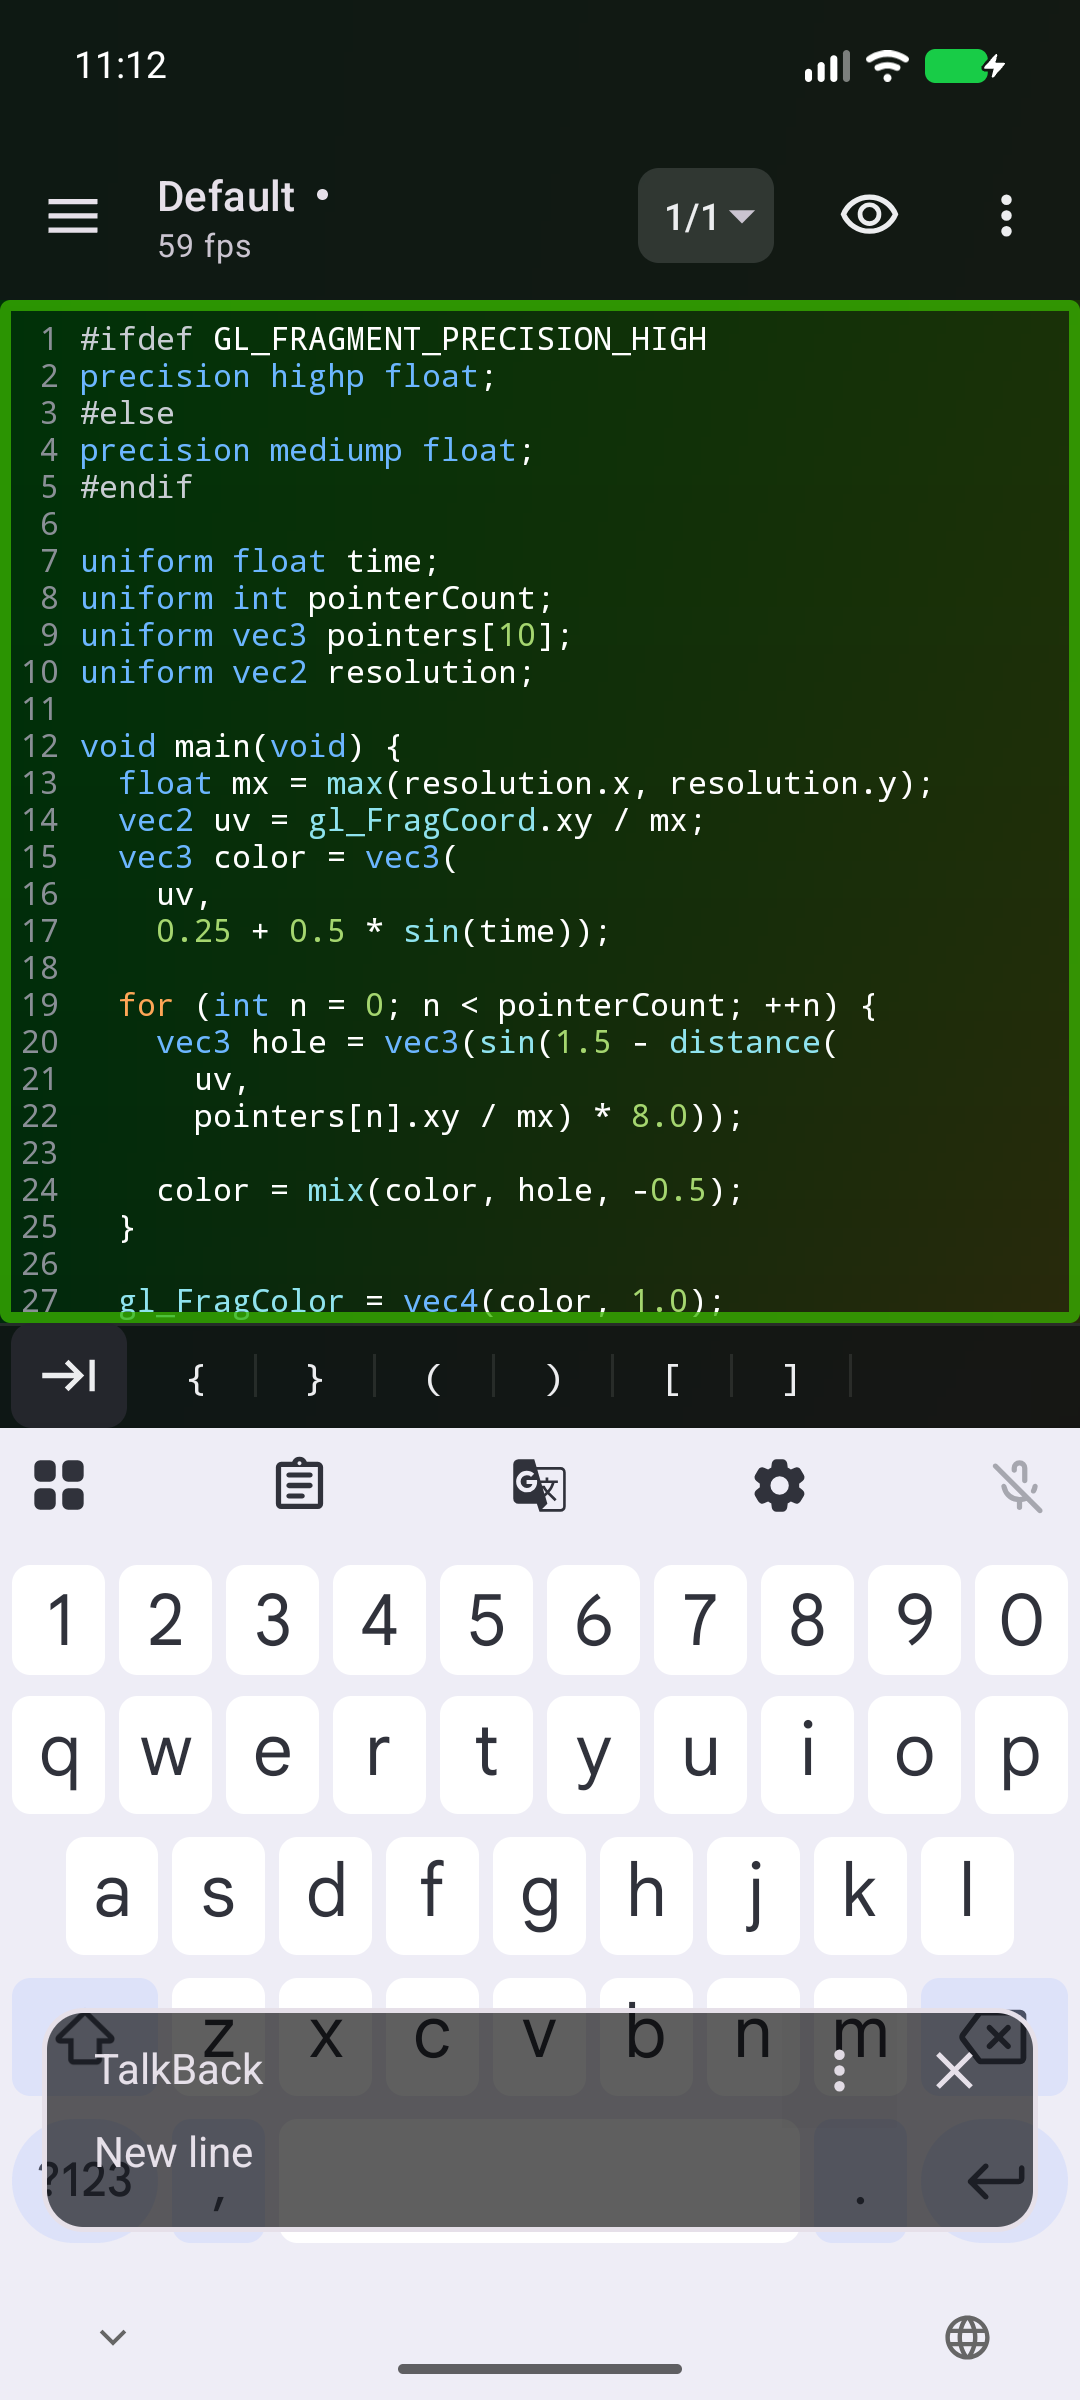 11:12
Default •
59 fps
1/1
1 #ifdef GL_FRAGMENT_PRECISION_HIGH
2 precision highp float;
3 #else
4 precision mediump float;
5 #endif
6
7 uniform float time;
8 uniform int pointerCount;
9 uniform vec3 pointers[10];
10 uniform vec2 resolution;
11
12 void main(void) {
13   float mx = max(resolution.x, resolution.y);
14   vec2 uv = gl_FragCoord.xy / mx;
15   vec3 color = vec3(
16     uv,
17     0.25 + 0.5 * sin(time));
18
19   for (int n = 0; n < pointerCount; ++n) {
20     vec3 hole = vec3(sin(1.5 - distance(
21       uv,
22       pointers[n].xy / mx) * 8.0));
23
24     color = mix(color, hole, -0.5);
25   }
26
27   gl_FragColor = vec4(color, 1.0);
{ } ( ) [ ]
1 2 3 4 5 6 7 8 9 0
q w e r t y u i o p
a s d f g h j k l
z x c v b n m
TalkBack
New line
?123 , .